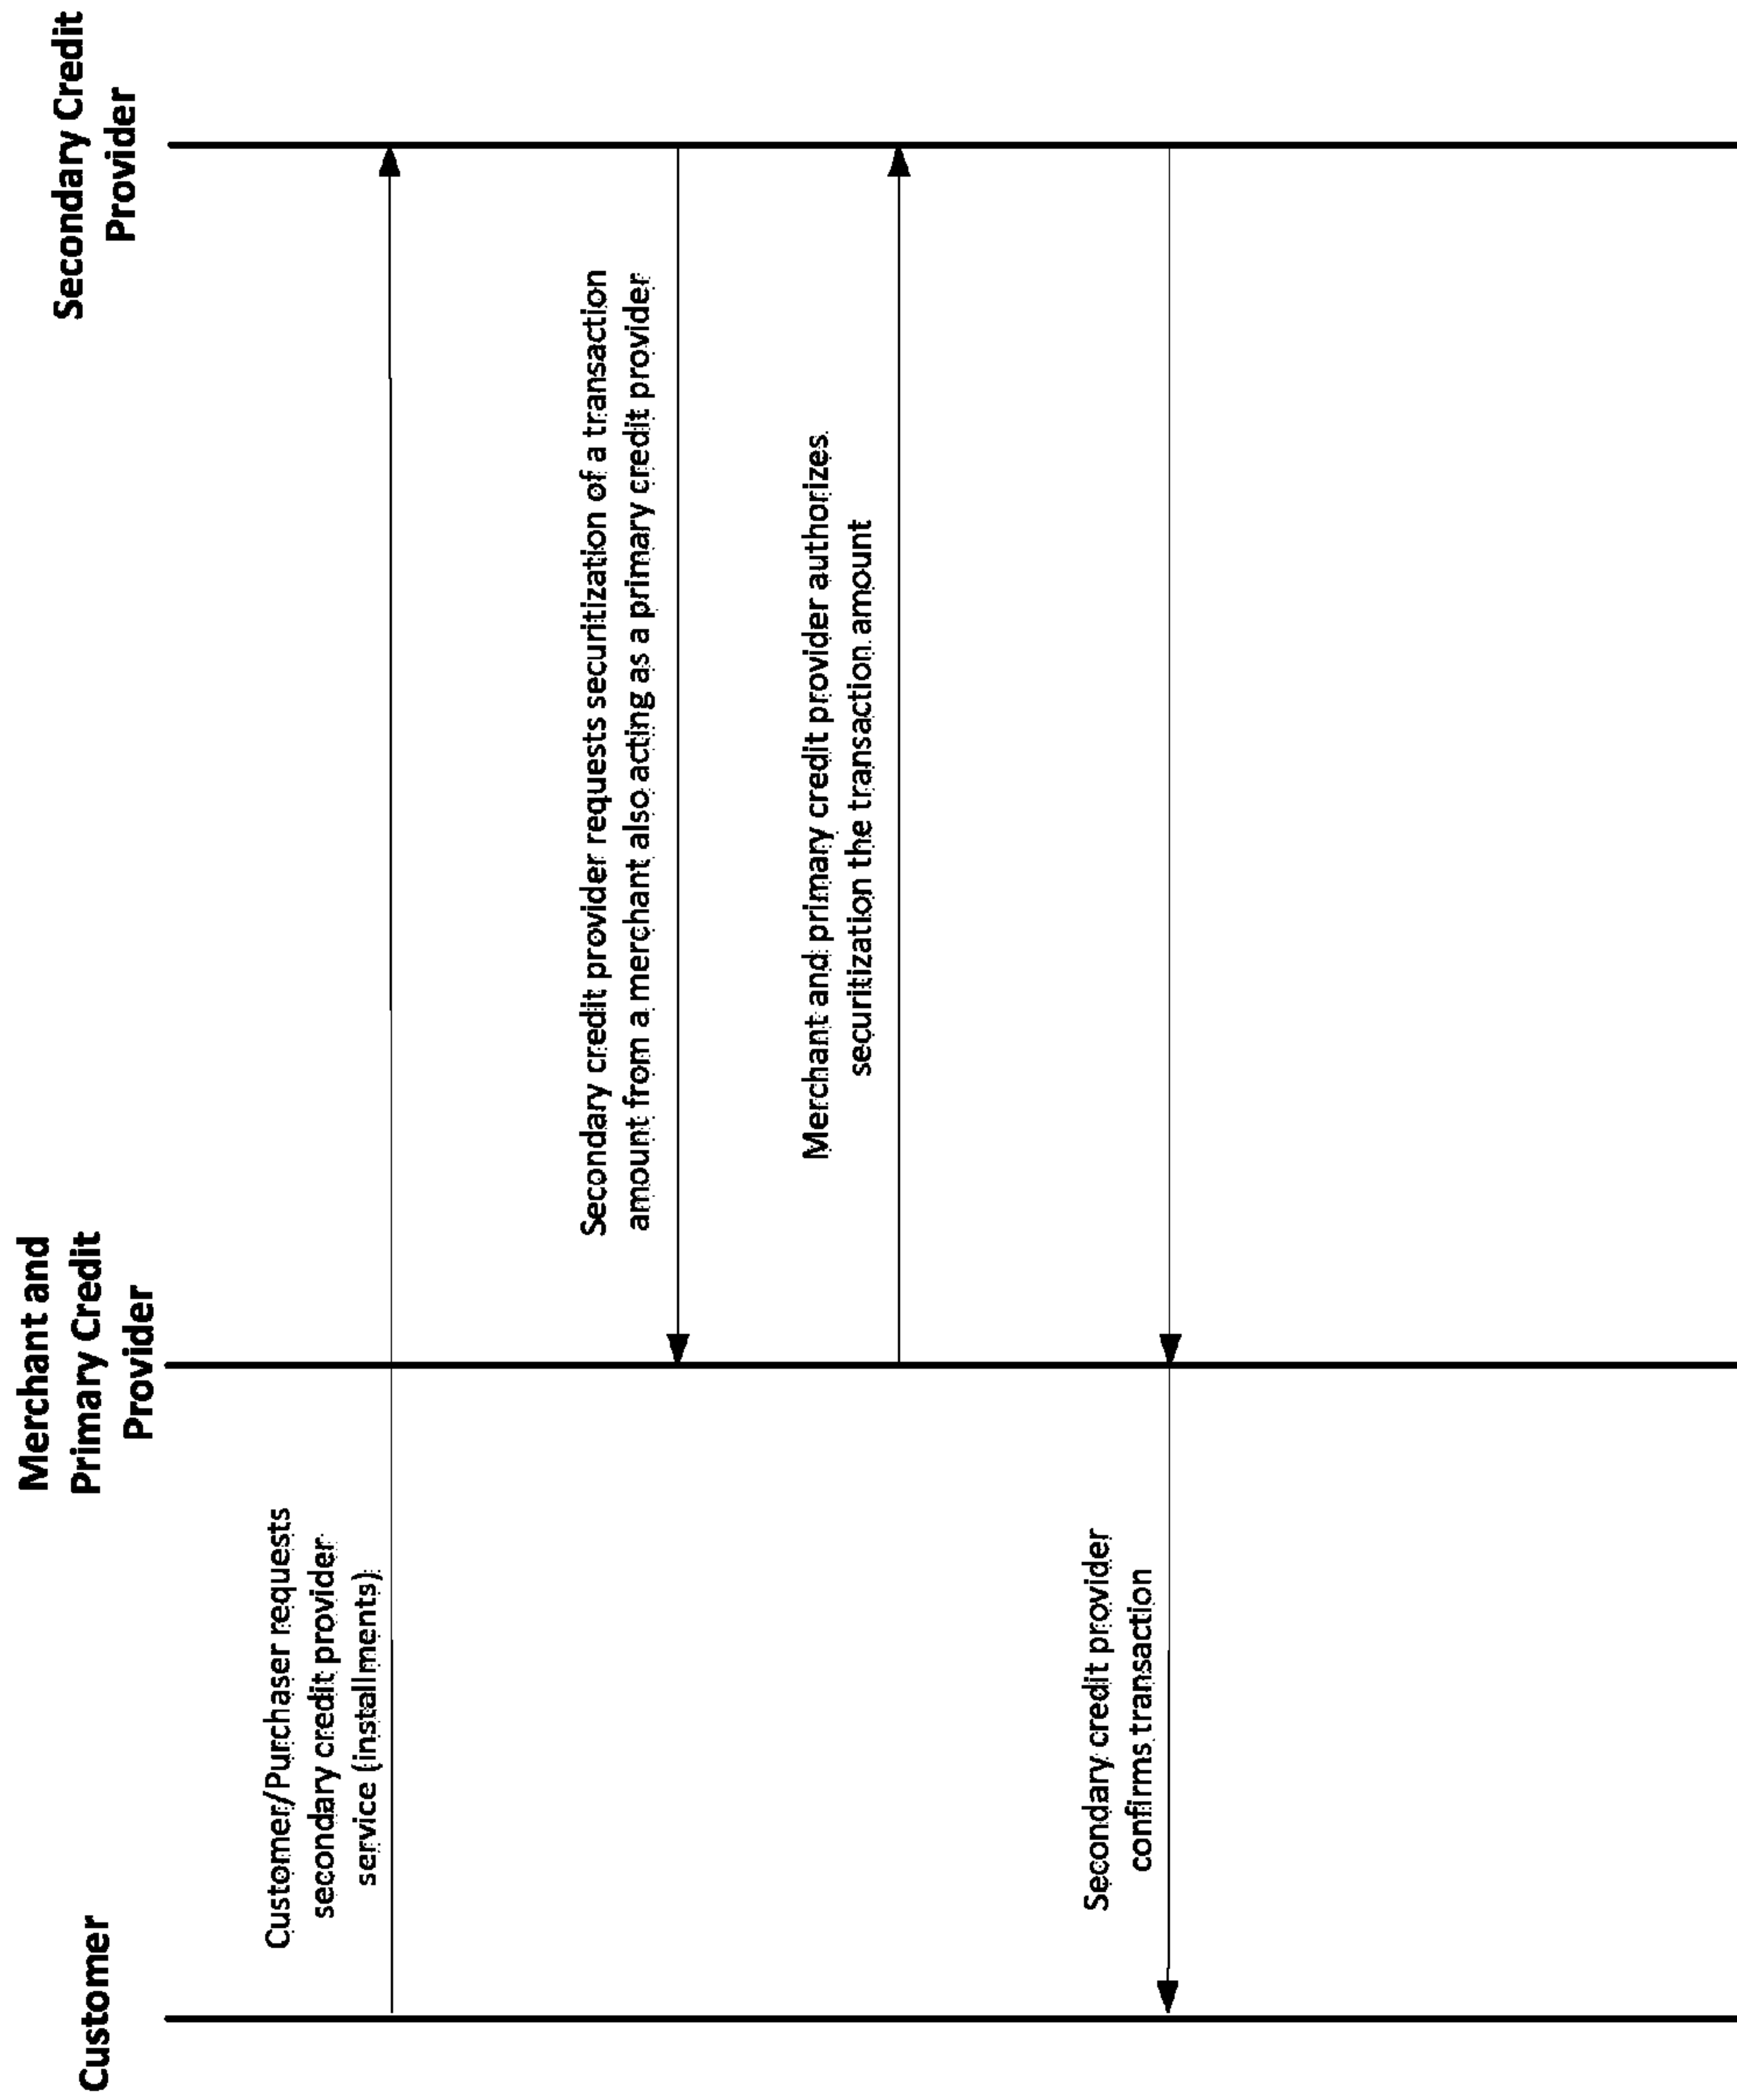 Customer
Merchant and
Primary Credit
Provider
Secondary Credit
Provider
Customer/Purchaser requests
secondary credit provider
service (installments)
Secondary credit provider requests securitization of a transaction
amount from a merchant also acting as a primary credit provider
Merchant and primary credit provider authorizes
securitization the transaction amount
Secondary credit provider
confirms transaction